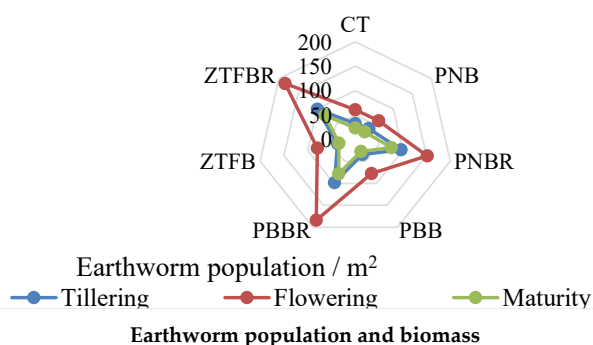 CT
200
150
100
50
0
ZTFBR
PNB
ZTFB
PNBR
PBBR
PBB
Earthworm population / m²
Tillering
Flowering
Maturity
Earthworm population and biomass